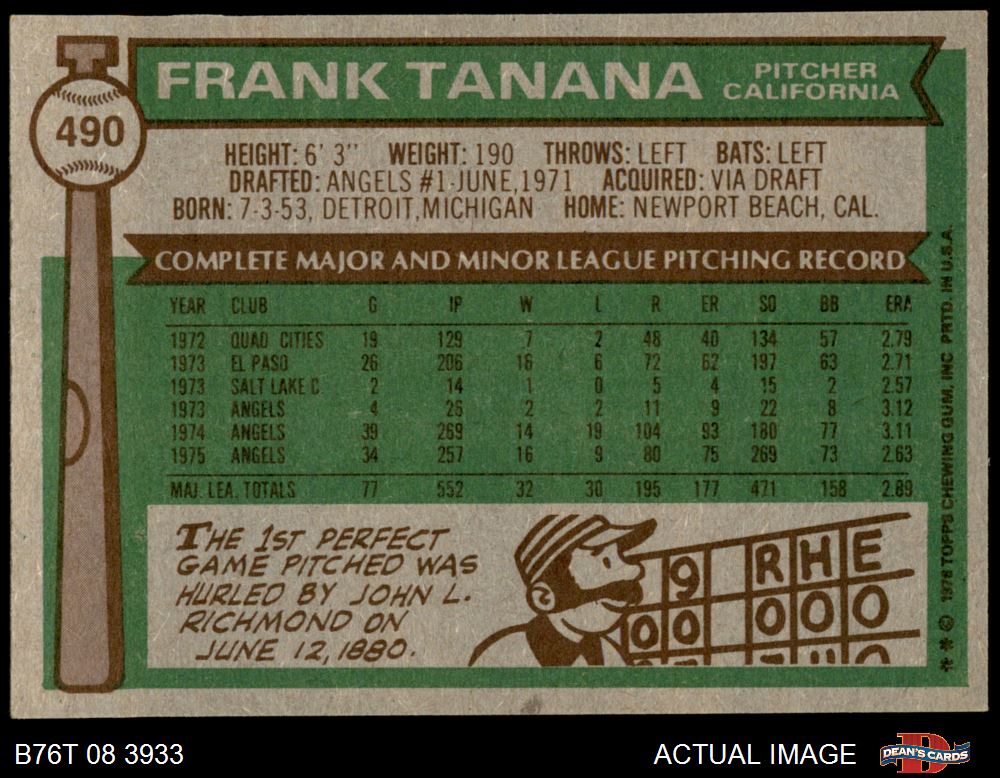 490
FRANK TANANA PITCHER
CALIFORNIA
HEIGHT: 6' 3" WEIGHT: 190 THROWS: LEFT BATS: LEFT
DRAFTED: ANGELS #1-JUNE,1971 ACQUIRED: VIA DRAFT
BORN: 7-3-53, DETROIT,MICHIGAN HOME: NEWPORT BEACH, CAL.
COMPLETE MAJOR AND MINOR LEAGUE PITCHING RECORD
YEAR CLUB G IP W L R ER SO BB ERA
1972 QUAD CITIES 19 129 7 2 48 40 134 57 2.79
1973 EL PASO 26 206 16 6 72 62 197 63 2.71
1973 SALT LAKE C. 2 14 1 0 5 4 15 2 2.57
1973 ANGELS 4 26 2 2 11 9 22 8 3.12
1974 ANGELS 39 269 14 19 104 93 180 77 3.11
1975 ANGELS 34 257 16 9 80 75 269 73 2.63
MAJ. LEA. TOTALS 77 552 32 30 195 177 471 158 2.89
THE 1ST PERFECT
GAME PITCHED WAS
HURLED BY JOHN L.
RICHMOND ON
JUNE 12, 1880.
9 R H E
0 0 0 0 0
** © 1976 TOPPS CHEWING GUM, INC PRTD. IN U.S.A.
B76T 08 3933 ACTUAL IMAGE DEAN'S CARDS